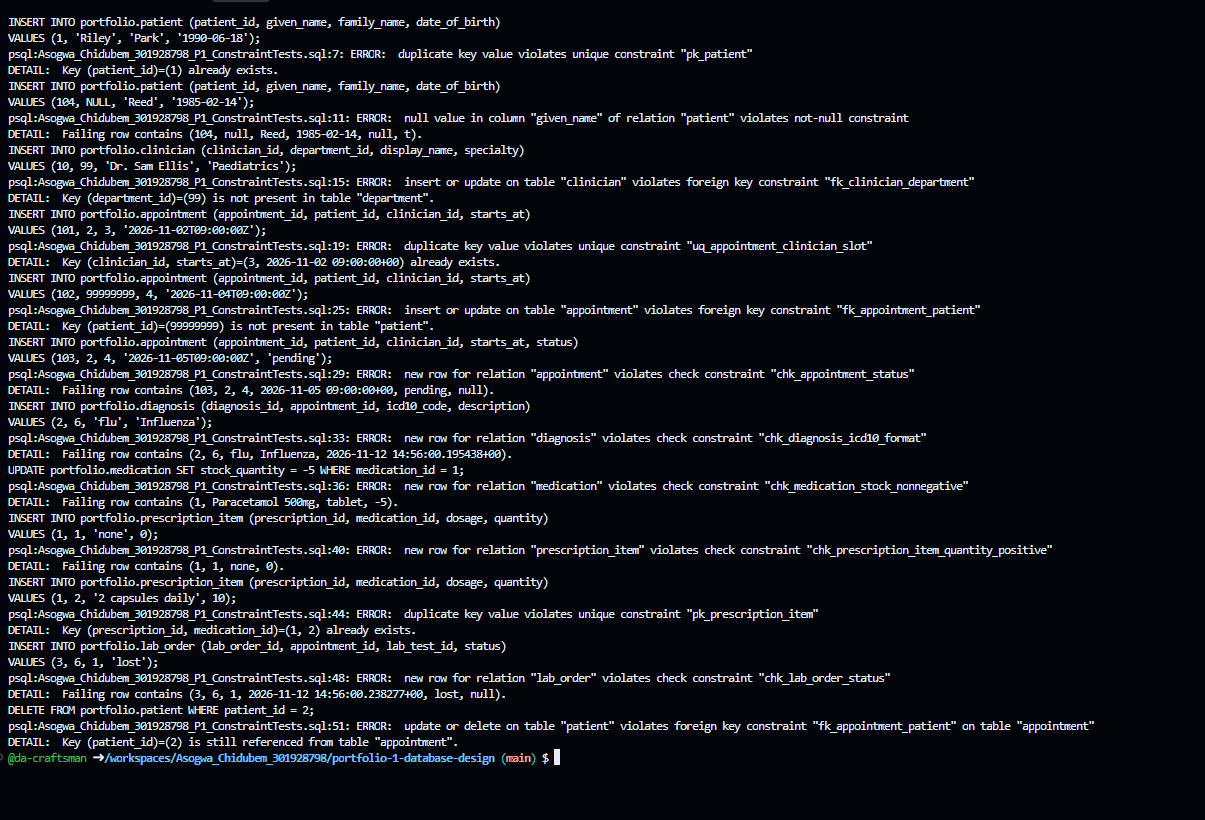 INSERT INTO portfolio.patient (patient_id, given_name, family_name, date_of_birth)
VALUES (1, 'Riley', 'Park', '1990-06-18');
psql:Asogwa_Chidubem_301928798_P1_ConstraintTests.sql:7: ERROR:  duplicate key value violates unique constraint "pk_patient"
DETAIL:  Key (patient_id)=(1) already exists.
INSERT INTO portfolio.patient (patient_id, given_name, family_name, date_of_birth)
VALUES (104, NULL, 'Reed', '1985-02-14');
psql:Asogwa_Chidubem_301928798_P1_ConstraintTests.sql:11: ERROR:  null value in column "given_name" of relation "patient" violates not-null constraint
DETAIL:  Failing row contains (104, null, Reed, 1985-02-14, null, t).
INSERT INTO portfolio.clinician (clinician_id, department_id, display_name, specialty)
VALUES (10, 99, 'Dr. Sam Ellis', 'Paediatrics');
psql:Asogwa_Chidubem_301928798_P1_ConstraintTests.sql:15: ERROR:  insert or update on table "clinician" violates foreign key constraint "fk_clinician_department"
DETAIL:  Key (department_id)=(99) is not present in table "department".
INSERT INTO portfolio.appointment (appointment_id, patient_id, clinician_id, starts_at)
VALUES (101, 2, 3, '2026-11-02T09:00:00Z');
psql:Asogwa_Chidubem_301928798_P1_ConstraintTests.sql:19: ERROR:  duplicate key value violates unique constraint "uq_appointment_clinician_slot"
DETAIL:  Key (clinician_id, starts_at)=(3, 2026-11-02 09:00:00+00) already exists.
INSERT INTO portfolio.appointment (appointment_id, patient_id, clinician_id, starts_at)
VALUES (102, 99999999, 4, '2026-11-04T09:00:00Z');
psql:Asogwa_Chidubem_301928798_P1_ConstraintTests.sql:25: ERROR:  insert or update on table "appointment" violates foreign key constraint "fk_appointment_patient"
DETAIL:  Key (patient_id)=(99999999) is not present in table "patient".
INSERT INTO portfolio.appointment (appointment_id, patient_id, clinician_id, starts_at, status)
VALUES (103, 2, 4, '2026-11-05T09:00:00Z', 'pending');
psql:Asogwa_Chidubem_301928798_P1_ConstraintTests.sql:29: ERROR:  new row for relation "appointment" violates check constraint "chk_appointment_status"
DETAIL:  Failing row contains (103, 2, 4, 2026-11-05 09:00:00+00, pending, null).
INSERT INTO portfolio.diagnosis (diagnosis_id, appointment_id, icd10_code, description)
VALUES (2, 6, 'flu', 'Influenza');
psql:Asogwa_Chidubem_301928798_P1_ConstraintTests.sql:33: ERROR:  new row for relation "diagnosis" violates check constraint "chk_diagnosis_icd10_format"
DETAIL:  Failing row contains (2, 6, flu, Influenza, 2026-11-12 14:56:00.195438+00).
UPDATE portfolio.medication SET stock_quantity = -5 WHERE medication_id = 1;
psql:Asogwa_Chidubem_301928798_P1_ConstraintTests.sql:36: ERROR:  new row for relation "medication" violates check constraint "chk_medication_stock_nonnegative"
DETAIL:  Failing row contains (1, Paracetamol 500mg, tablet, -5).
INSERT INTO portfolio.prescription_item (prescription_id, medication_id, dosage, quantity)
VALUES (1, 1, 'none', 0);
psql:Asogwa_Chidubem_301928798_P1_ConstraintTests.sql:40: ERROR:  new row for relation "prescription_item" violates check constraint "chk_prescription_item_quantity_positive"
DETAIL:  Failing row contains (1, 1, none, 0).
INSERT INTO portfolio.prescription_item (prescription_id, medication_id, dosage, quantity)
VALUES (1, 2, '2 capsules daily', 10);
psql:Asogwa_Chidubem_301928798_P1_ConstraintTests.sql:44: ERROR:  duplicate key value violates unique constraint "pk_prescription_item"
DETAIL:  Key (prescription_id, medication_id)=(1, 2) already exists.
INSERT INTO portfolio.lab_order (lab_order_id, appointment_id, lab_test_id, status)
VALUES (3, 6, 1, 'lost');
psql:Asogwa_Chidubem_301928798_P1_ConstraintTests.sql:48: ERROR:  new row for relation "lab_order" violates check constraint "chk_lab_order_status"
DETAIL:  Failing row contains (3, 6, 1, 2026-11-12 14:56:00.238277+00, lost, null).
DELETE FROM portfolio.patient WHERE patient_id = 2;
psql:Asogwa_Chidubem_301928798_P1_ConstraintTests.sql:51: ERROR:  update or delete on table "patient" violates foreign key constraint "fk_appointment_patient" on table "appointment"
DETAIL:  Key (patient_id)=(2) is still referenced from table "appointment".
@da-craftsman ➜/workspaces/Asogwa_Chidubem_301928798/portfolio-1-database-design (main) $